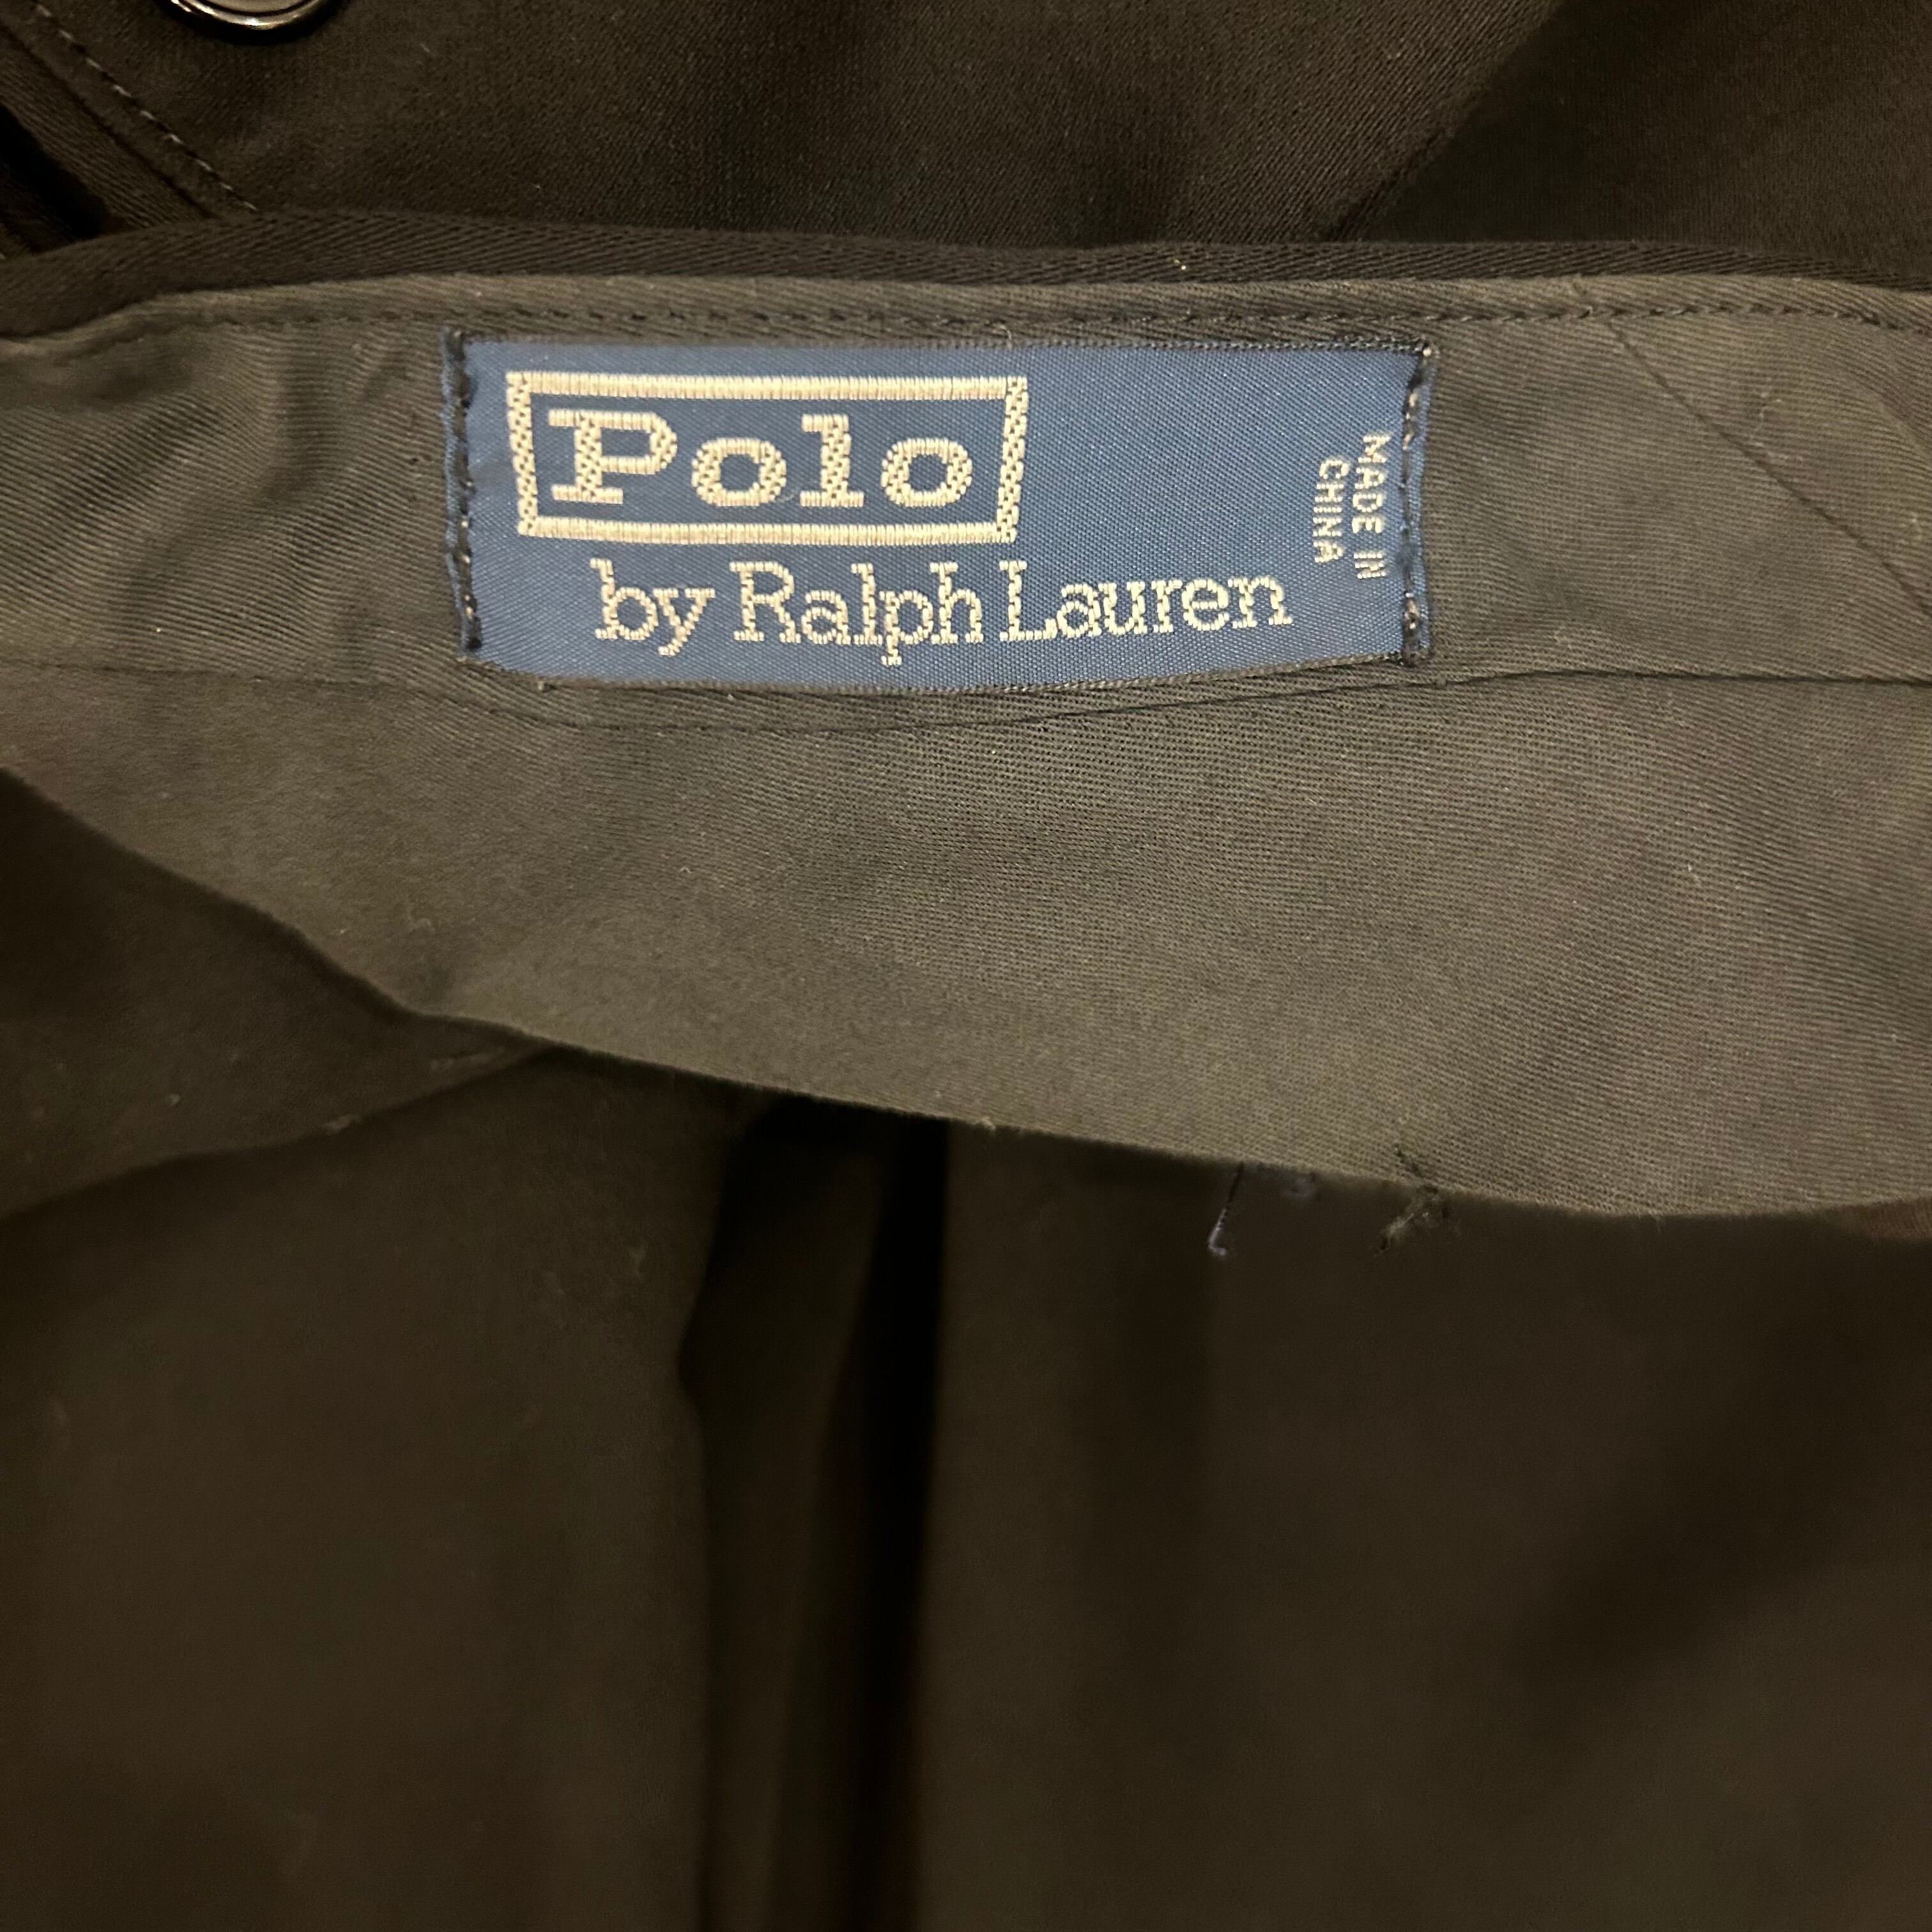 Polo
by Ralph Lauren
MADE IN
CHINA